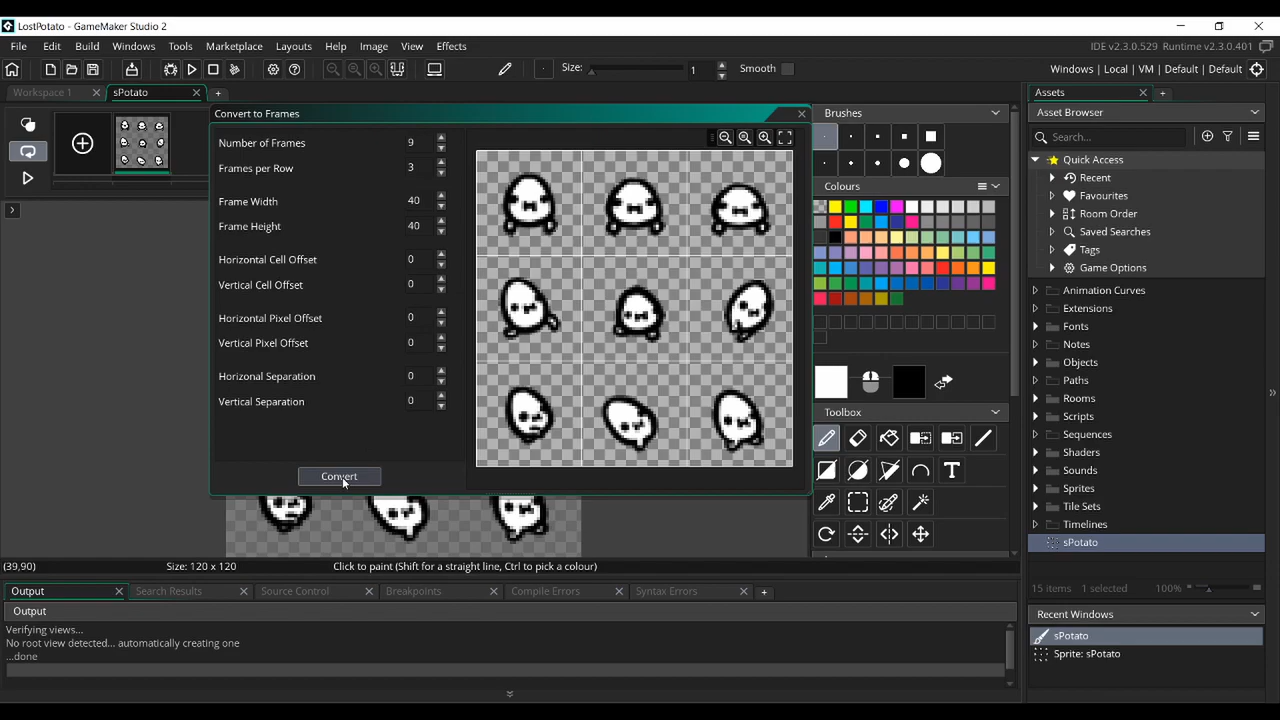 LostPotato - GameMaker Studio 2
File Edit Build Windows Tools Marketplace Layouts Help Image View Effects
IDE v2.3.0.529 Runtime v2.3.0.401
Size: 1 Smooth
Windows | Local | VM | Default | Default
Workspace 1
sPotato
Convert to Frames
Number of Frames 9
Frames per Row 3
Frame Width 40
Frame Height 40
Horizontal Cell Offset 0
Vertical Cell Offset 0
Horizontal Pixel Offset 0
Vertical Pixel Offset 0
Horizonal Separation 0
Vertical Separation 0
Convert
Brushes
Colours
Toolbox
Assets
Asset Browser
Search...
Quick Access
Recent
Favourites
Room Order
Saved Searches
Tags
Game Options
Animation Curves
Extensions
Fonts
Notes
Objects
Paths
Rooms
Scripts
Sequences
Shaders
Sounds
Sprites
Tile Sets
Timelines
sPotato
15 items 1 selected 100%
Recent Windows
sPotato
Sprite: sPotato
(39,90) Size: 120 x 120 Click to paint (Shift for a straight line, Ctrl to pick a colour)
Output Search Results Source Control Breakpoints Compile Errors Syntax Errors
Output
Verifying views...
No root view detected... automatically creating one
...done